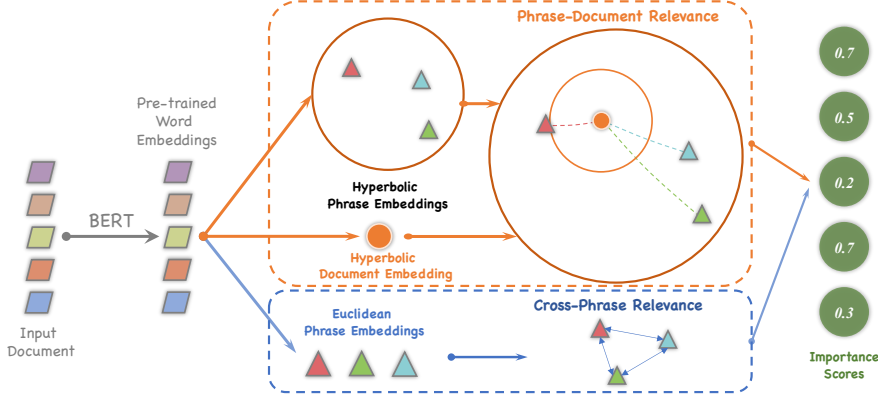 Phrase-Document Relevance
Pre-trained
Word
Embeddings
BERT
Input
Document
Hyperbolic
Phrase Embeddings
Hyperbolic
Document Embedding
Euclidean
Phrase Embeddings
Cross-Phrase Relevance
0.7
0.5
0.2
0.7
0.3
Importance
Scores